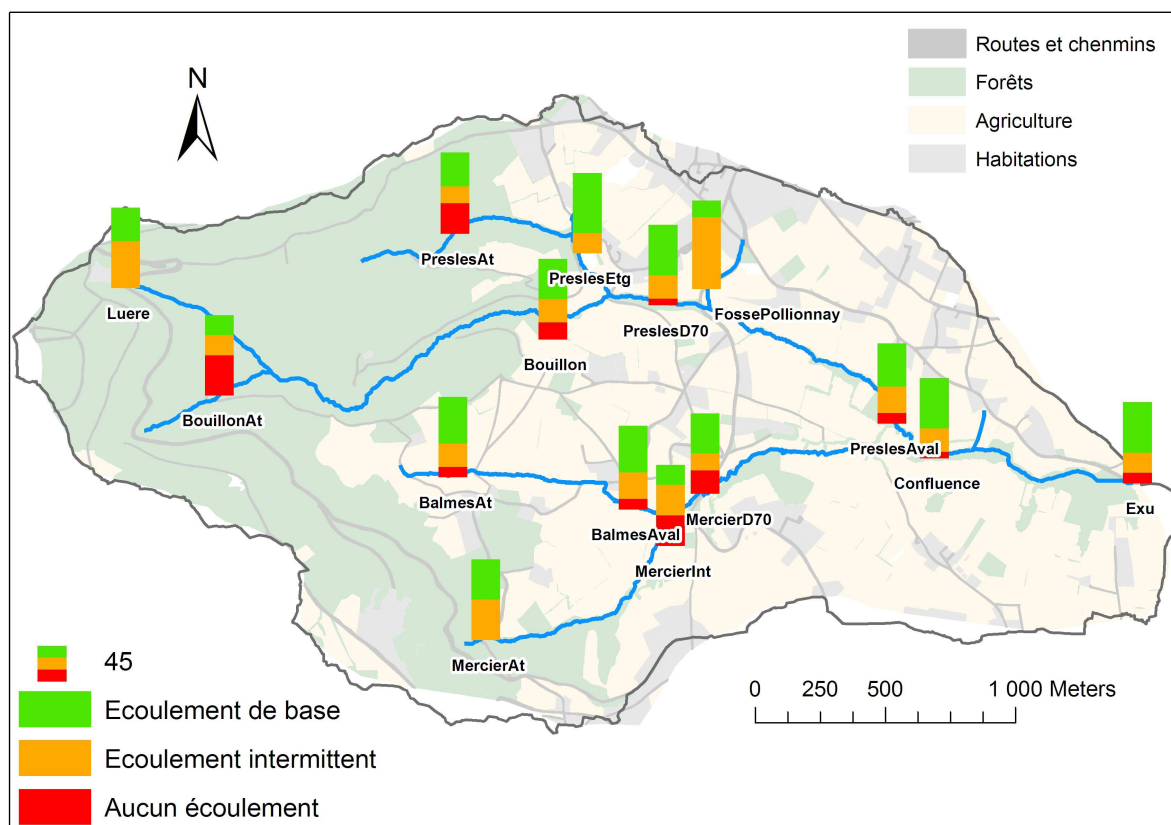 N
Routes et chenmins
Forêts
Agriculture
Habitations
PreslesAt
PreslesEtg
Luere
FossePollionnay
PreslesD70
Bouillon
BouillonAt
PreslesAval
Confluence
BalmesAt
Exu
MercierD70
BalmesAval
MercierInt
MercierAt
45
Ecoulement de base
Ecoulement intermittent
Aucun écoulement
0 250 500 1 000 Meters